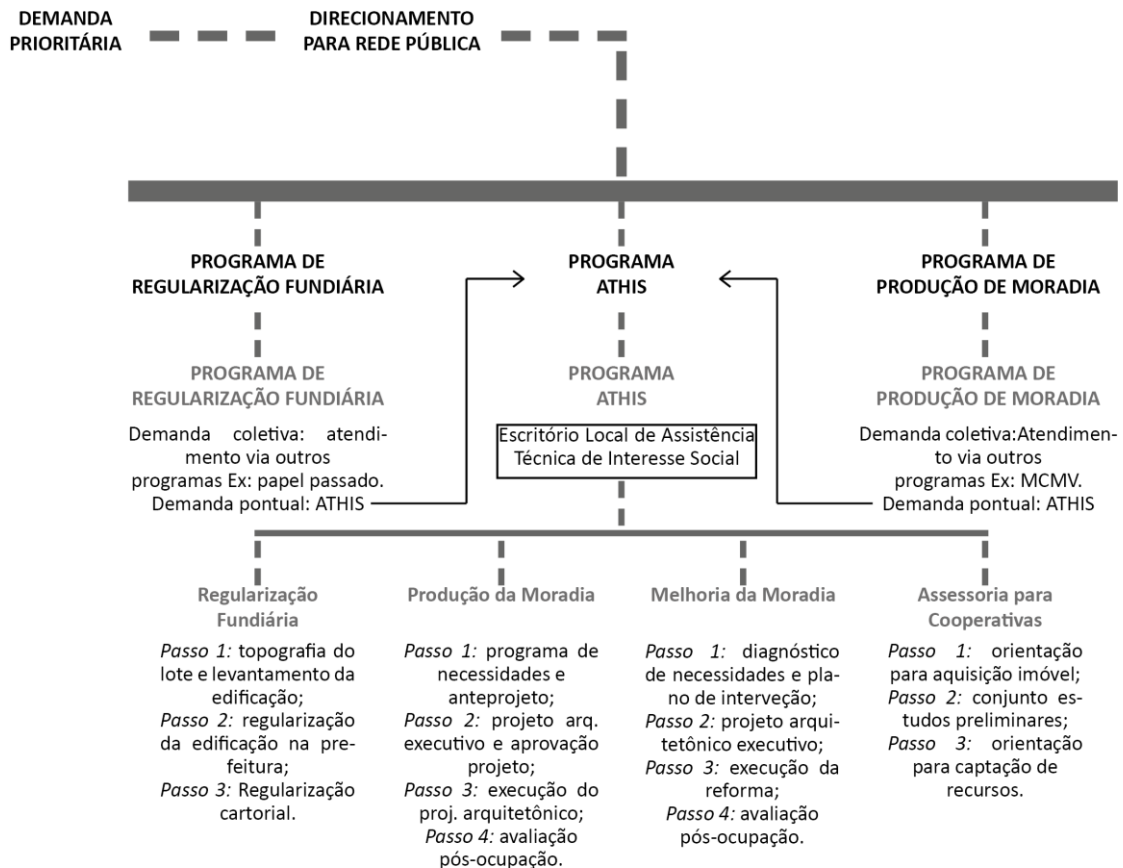 DEMANDA
PRIORITÁRIA
DIRECIONAMENTO
PARA REDE PÚBLICA
PROGRAMA DE
REGULARIZAÇÃO FUNDIÁRIA
PROGRAMA
ATHIS
PROGRAMA DE
PRODUÇÃO DE MORADIA
PROGRAMA DE
REGULARIZAÇÃO FUNDIÁRIA
Demanda coletiva: atendi-
mento via outros
programas Ex: papel passado.
Demanda pontual: ATHIS
PROGRAMA
ATHIS
Escritório Local de Assistência
Técnica de Interesse Social
PROGRAMA DE
PRODUÇÃO DE MORADIA
Demanda coletiva:Atendimen-
to via outros
programas Ex: MCMV.
Demanda pontual: ATHIS
Regularização
Fundiária
Passo 1: topografia do
lote e levantamento da
edificação;
Passo 2: regularização
da edificação na pre-
feitura;
Passo 3: Regularização
cartorial.
Produção da Moradia
Passo 1: programa de
necessidades e
anteprojeto;
Passo 2: projeto arq.
executivo e aprovação
projeto;
Passo 3: execução do
proj. arquitetônico;
Passo 4: avaliação
pós-ocupação.
Melhoria da Moradia
Passo 1: diagnóstico
de necessidades e pla-
no de interveção;
Passo 2: projeto arqui-
tetônico executivo;
Passo 3: execução da
reforma;
Passo 4: avaliação
pós-ocupação.
Assessoria para
Cooperativas
Passo 1: orientação
para aquisição imóvel;
Passo 2: conjunto es-
tudos preliminares;
Passo 3: orientação
para captação de
recursos.